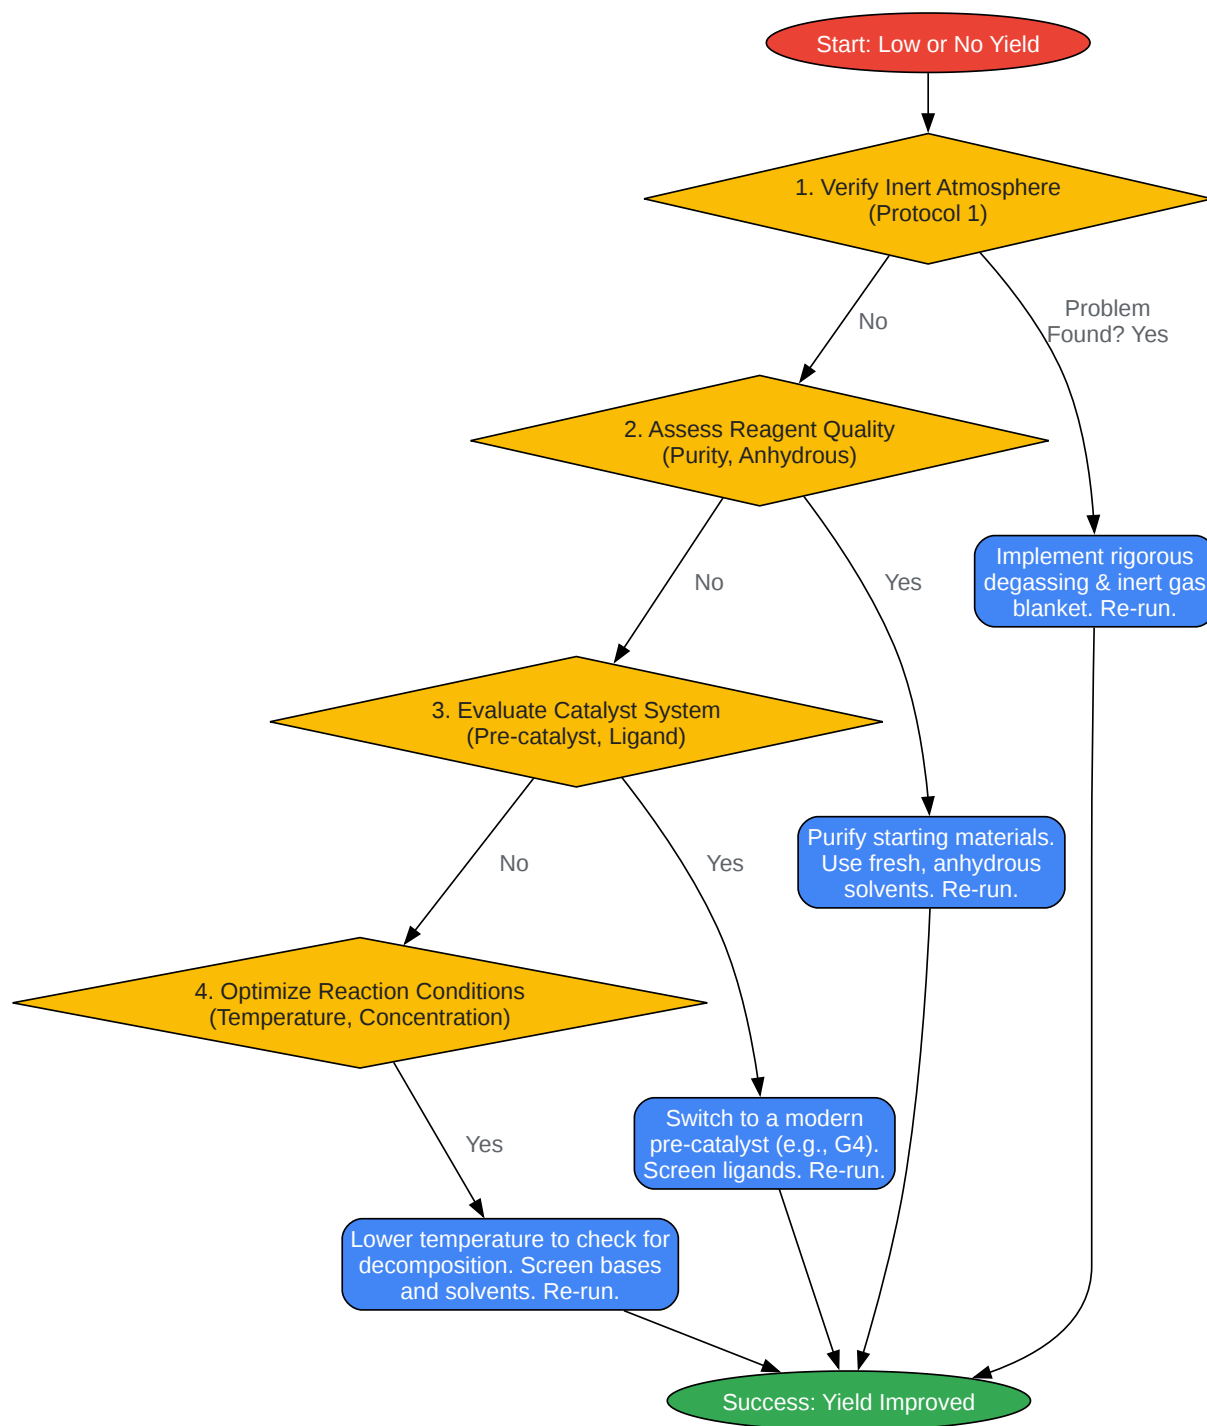 Start: Low or No Yield
1. Verify Inert Atmosphere
(Protocol 1)
No
Problem
Found? Yes
2. Assess Reagent Quality
(Purity, Anhydrous)
No
Yes
Implement rigorous
degassing & inert gas
blanket. Re-run.
3. Evaluate Catalyst System
(Pre-catalyst, Ligand)
No
Yes
Purify starting materials.
Use fresh, anhydrous
solvents. Re-run.
4. Optimize Reaction Conditions
(Temperature, Concentration)
Yes
Switch to a modern
pre-catalyst (e.g., G4).
Screen ligands. Re-run.
Lower temperature to check for
decomposition. Screen bases
and solvents. Re-run.
Success: Yield Improved